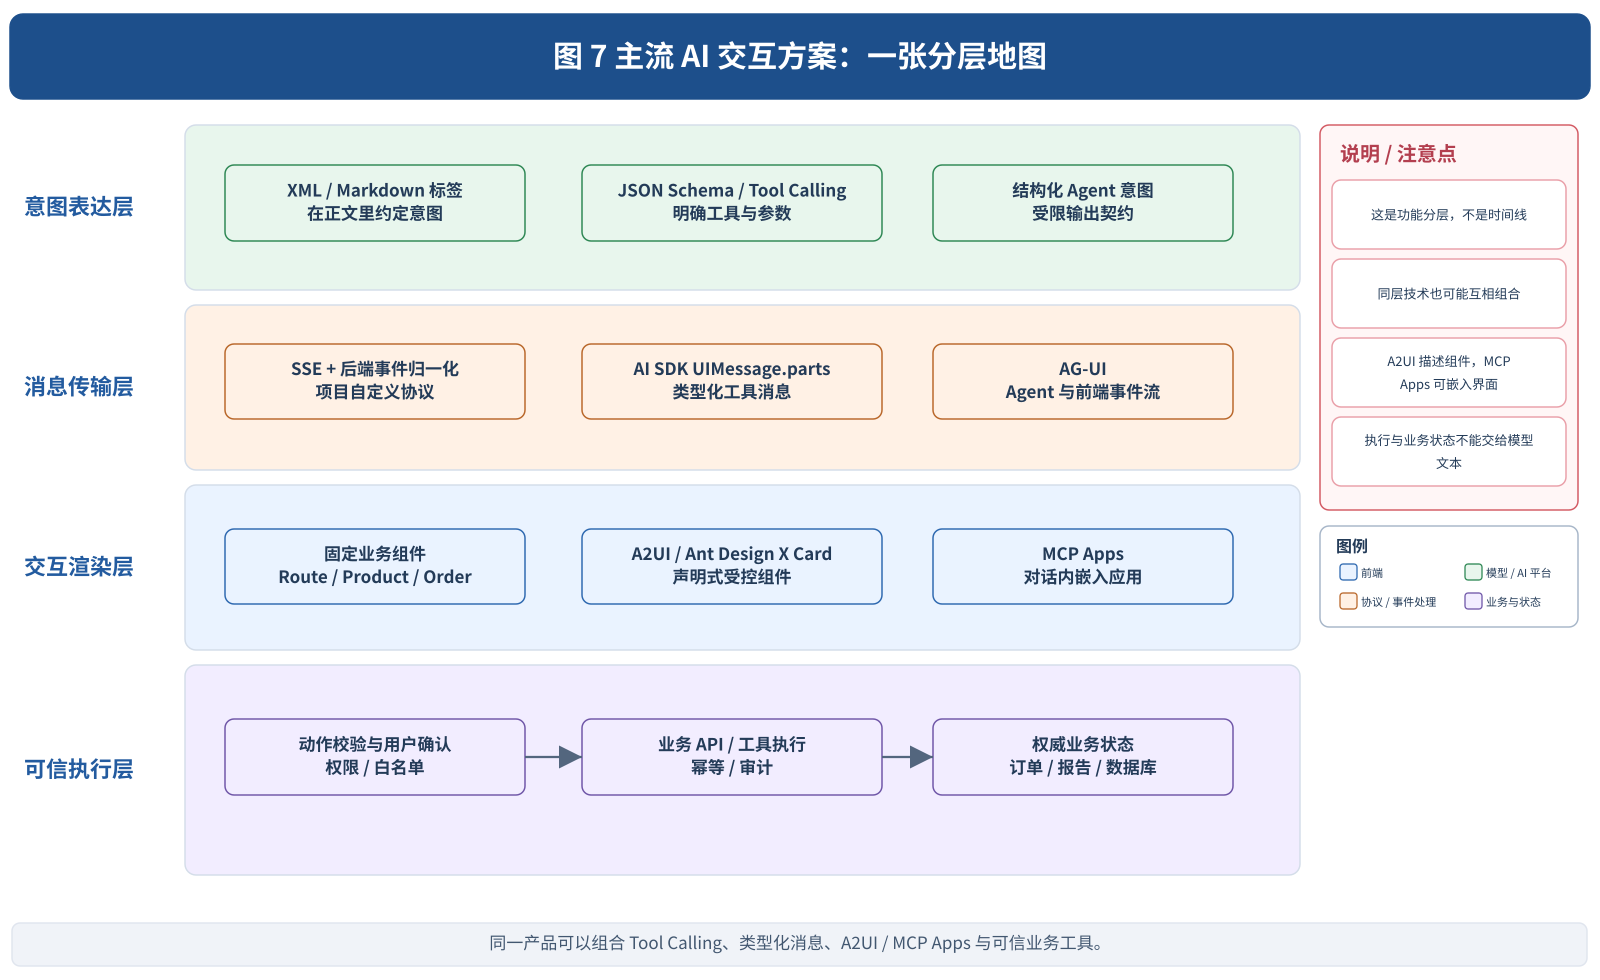 图 7 主流 AI 交互方案：一张分层地图
意图表达层
XML / Markdown 标签
在正文里约定意图
JSON Schema / Tool Calling
明确工具与参数
结构化 Agent 意图
受限输出契约
消息传输层
SSE + 后端事件归一化
项目自定义协议
AI SDK UIMessage.parts
类型化工具消息
AG-UI
Agent 与前端事件流
交互渲染层
固定业务组件
Route / Product / Order
A2UI / Ant Design X Card
声明式受控组件
MCP Apps
对话内嵌入应用
可信执行层
动作校验与用户确认
权限 / 白名单
业务 API / 工具执行
幂等 / 审计
权威业务状态
订单 / 报告 / 数据库
说明 / 注意点
这是功能分层，不是时间线
同层技术也可能互相组合
A2UI 描述组件，MCP
Apps 可嵌入界面
执行与业务状态不能交给模型
文本
图例
前端
模型 / AI 平台
协议 / 事件处理
业务与状态
同一产品可以组合 Tool Calling、类型化消息、A2UI / MCP Apps 与可信业务工具。